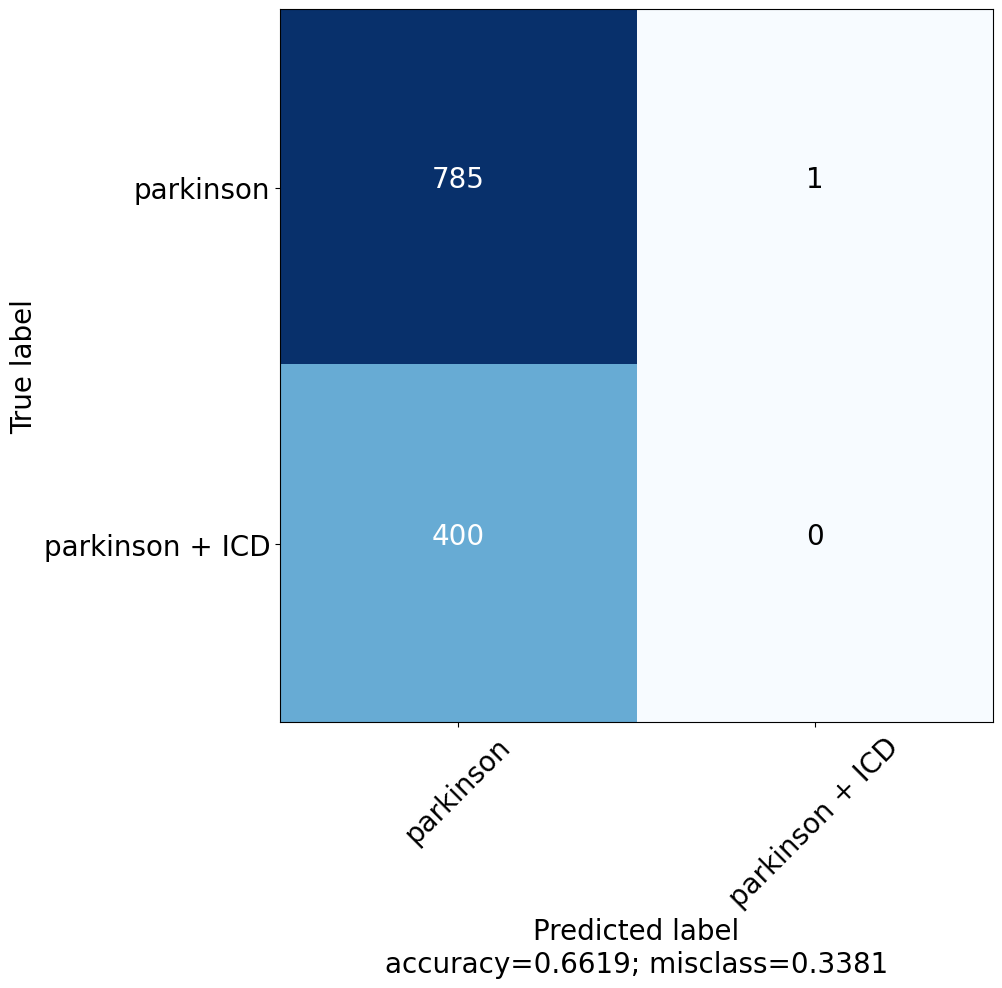 True label
parkinson
785
1
parkinson + ICD
400
0
parkinson
parkinson + ICD
Predicted label
accuracy=0.6619; misclass=0.3381